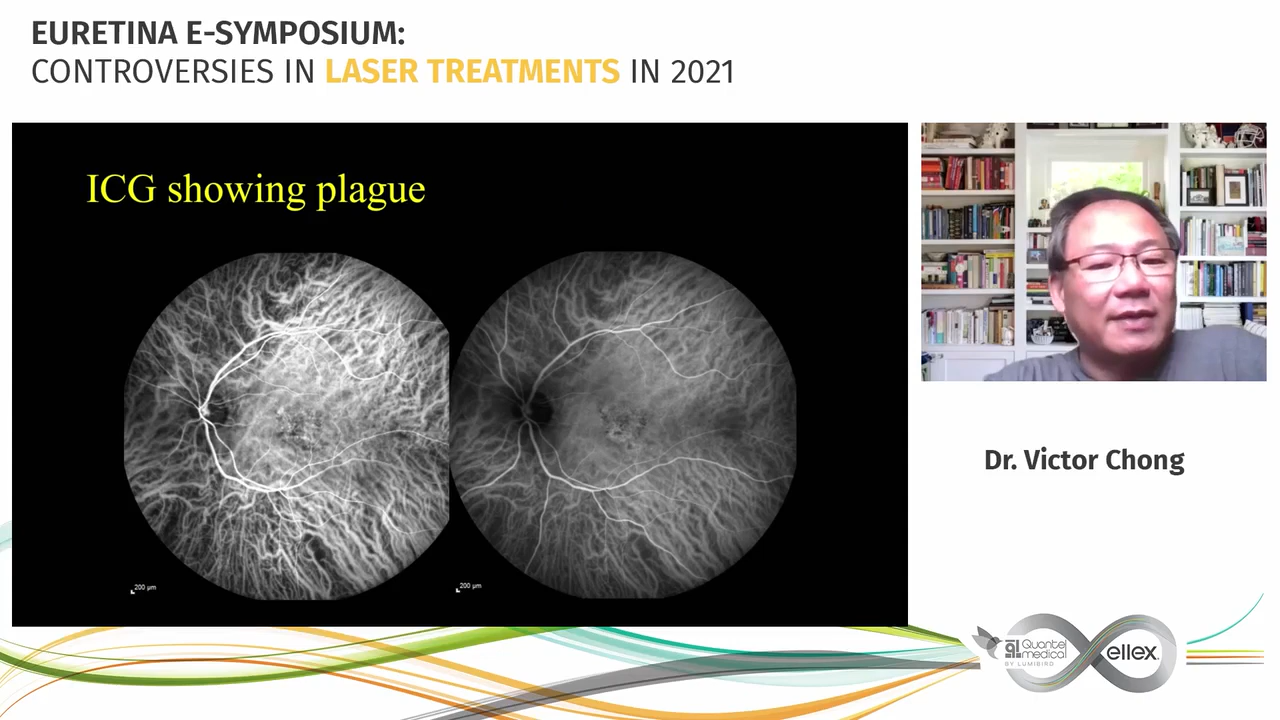 EURETINA E-SYMPOSIUM:
CONTROVERSIES IN LASER TREATMENTS IN 2021
ICG showing plague
200 µm
200 µm
Dr. Victor Chong
Quantel
medical
BY LUMIBIRD
ellex.